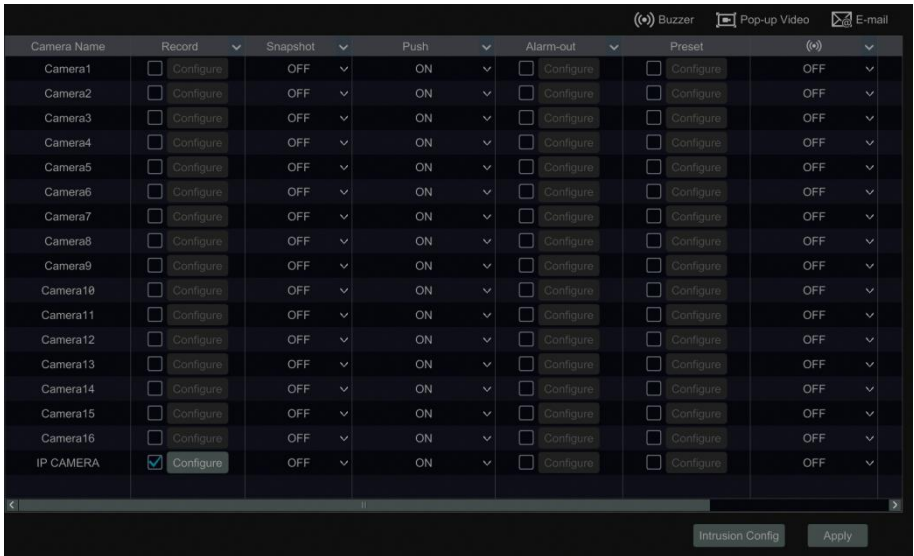 Buzzer Pop-up Video E-mail
Camera Name Record Snapshot Push Alarm-out Preset
Camera1 Configure OFF ON Configure Configure OFF
Camera2 Configure OFF ON Configure Configure OFF
Camera3 Configure OFF ON Configure Configure OFF
Camera4 Configure OFF ON Configure Configure OFF
Camera5 Configure OFF ON Configure Configure OFF
Camera6 Configure OFF ON Configure Configure OFF
Camera7 Configure OFF ON Configure Configure OFF
Camera8 Configure OFF ON Configure Configure OFF
Camera9 Configure OFF ON Configure Configure OFF
Camera10 Configure OFF ON Configure Configure OFF
Camera11 Configure OFF ON Configure Configure OFF
Camera12 Configure OFF ON Configure Configure OFF
Camera13 Configure OFF ON Configure Configure OFF
Camera14 Configure OFF ON Configure Configure OFF
Camera15 Configure OFF ON Configure Configure OFF
Camera16 Configure OFF ON Configure Configure OFF
IP CAMERA Configure OFF ON Configure Configure OFF
Intrusion Config Apply